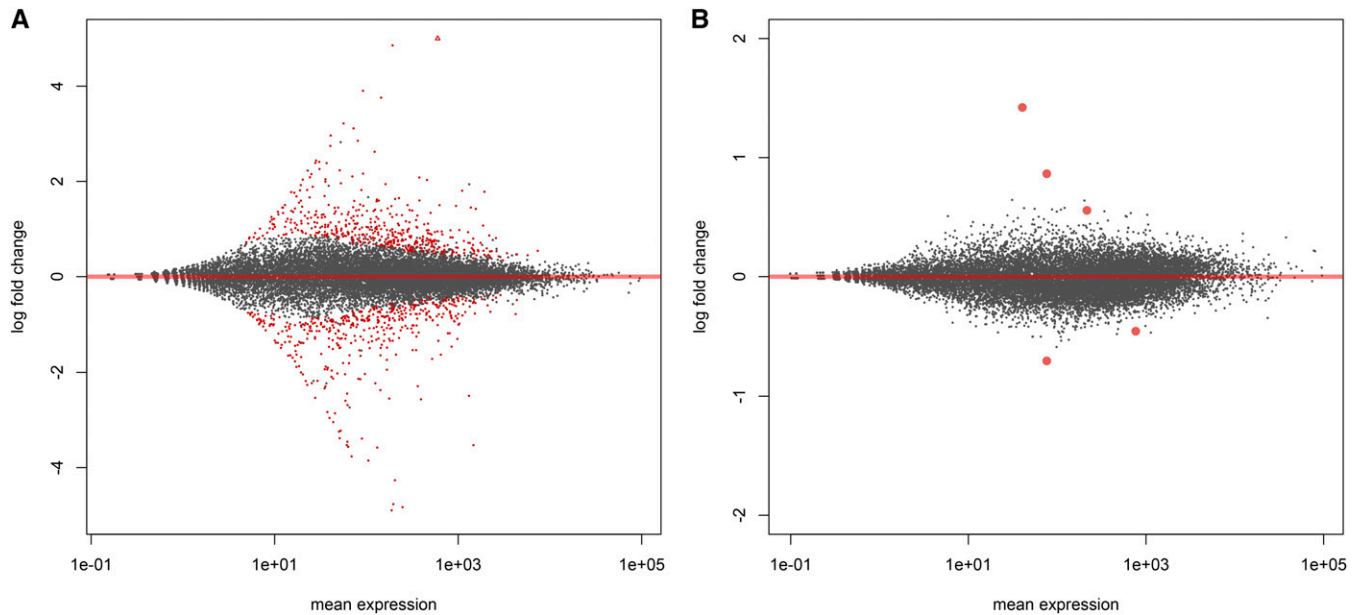 A
B
log fold change
4
2
0
-2
-4
1e-01
1e+01
1e+03
1e+05
mean expression
log fold change
2
1
0
-1
-2
1e-01
1e+01
1e+03
1e+05
mean expression